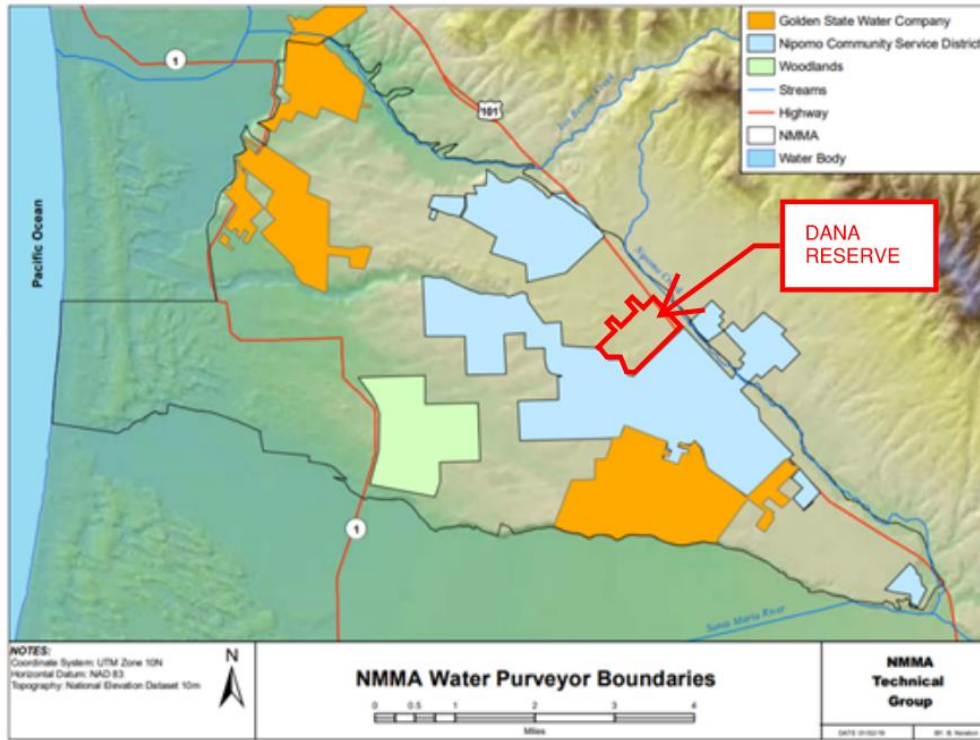 Golden State Water Company
Nipomo Community Service District
Woodlands
Streams
Highway
NMMA
Water Body
1
101
Pacific Ocean
DANA
RESERVE
Nipomo Creek
1
Santa Maria River
NOTES:
Coordinate System: UTM Zone 10N
Horizontal Datum: NAD 83
Topography: National Elevation Dataset 10m
N
NMMA Water Purveyor Boundaries
0 0.5 1 2 3 4
Miles
NMMA
Technical
Group